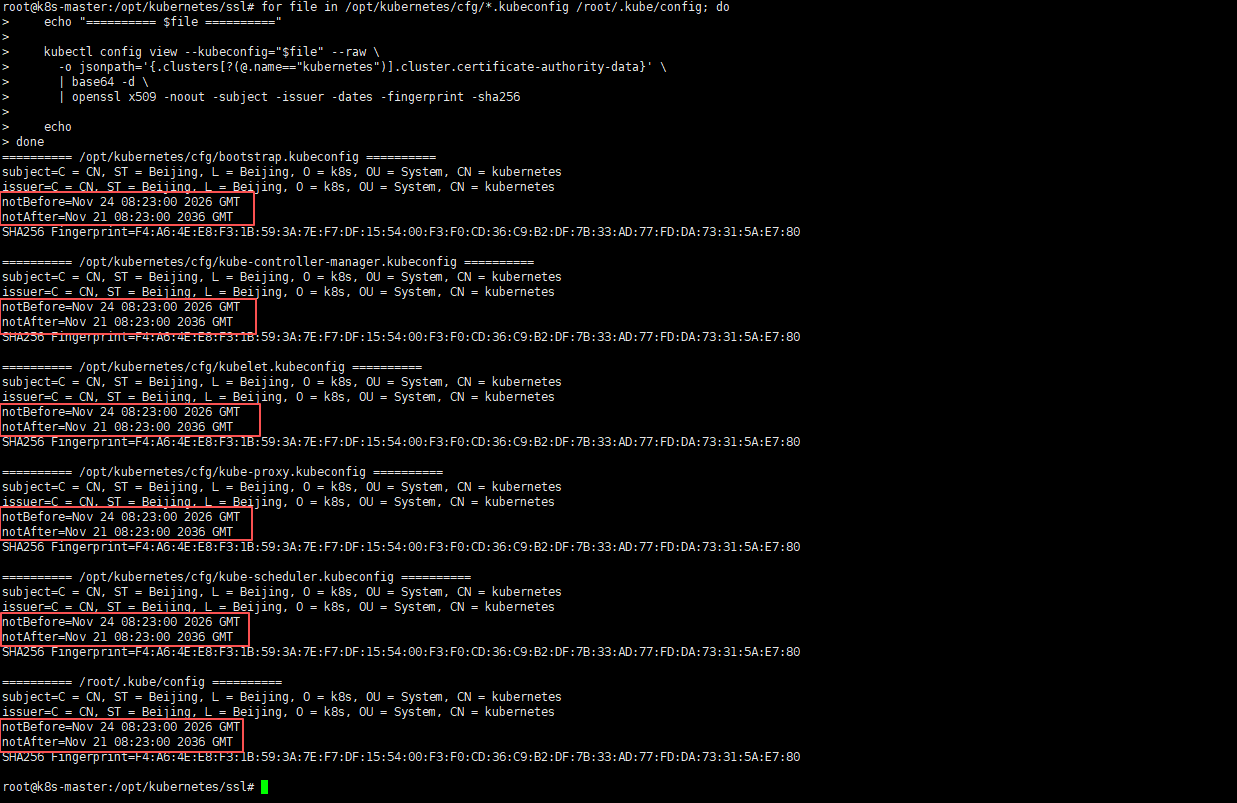 root@k8s-master:/opt/kubernetes/ssl# for file in /opt/kubernetes/cfg/*.kubeconfig /root/.kube/config; do
>     echo "========== $file =========="
>
>     kubectl config view --kubeconfig="$file" --raw \
>       -o jsonpath='{.clusters[?(@.name=="kubernetes")].cluster.certificate-authority-data}' \
>       | base64 -d \
>       | openssl x509 -noout -subject -issuer -dates -fingerprint -sha256
>
>     echo
> done
========== /opt/kubernetes/cfg/bootstrap.kubeconfig ==========
subject=C = CN, ST = Beijing, L = Beijing, O = k8s, OU = System, CN = kubernetes
issuer=C = CN, ST = Beijing, L = Beijing, O = k8s, OU = System, CN = kubernetes
notBefore=Nov 24 08:23:00 2026 GMT
notAfter=Nov 21 08:23:00 2036 GMT
SHA256 Fingerprint=F4:A6:4E:E8:F3:1B:59:3A:7E:F7:DF:15:54:00:F3:F0:CD:36:C9:B2:DF:7B:33:AD:77:FD:DA:73:31:5A:E7:80

========== /opt/kubernetes/cfg/kube-controller-manager.kubeconfig ==========
subject=C = CN, ST = Beijing, L = Beijing, O = k8s, OU = System, CN = kubernetes
issuer=C = CN, ST = Beijing, L = Beijing, O = k8s, OU = System, CN = kubernetes
notBefore=Nov 24 08:23:00 2026 GMT
notAfter=Nov 21 08:23:00 2036 GMT
SHA256 Fingerprint=F4:A6:4E:E8:F3:1B:59:3A:7E:F7:DF:15:54:00:F3:F0:CD:36:C9:B2:DF:7B:33:AD:77:FD:DA:73:31:5A:E7:80

========== /opt/kubernetes/cfg/kubelet.kubeconfig ==========
subject=C = CN, ST = Beijing, L = Beijing, O = k8s, OU = System, CN = kubernetes
issuer=C = CN, ST = Beijing, L = Beijing, O = k8s, OU = System, CN = kubernetes
notBefore=Nov 24 08:23:00 2026 GMT
notAfter=Nov 21 08:23:00 2036 GMT
SHA256 Fingerprint=F4:A6:4E:E8:F3:1B:59:3A:7E:F7:DF:15:54:00:F3:F0:CD:36:C9:B2:DF:7B:33:AD:77:FD:DA:73:31:5A:E7:80

========== /opt/kubernetes/cfg/kube-proxy.kubeconfig ==========
subject=C = CN, ST = Beijing, L = Beijing, O = k8s, OU = System, CN = kubernetes
issuer=C = CN, ST = Beijing, L = Beijing, O = k8s, OU = System, CN = kubernetes
notBefore=Nov 24 08:23:00 2026 GMT
notAfter=Nov 21 08:23:00 2036 GMT
SHA256 Fingerprint=F4:A6:4E:E8:F3:1B:59:3A:7E:F7:DF:15:54:00:F3:F0:CD:36:C9:B2:DF:7B:33:AD:77:FD:DA:73:31:5A:E7:80

========== /opt/kubernetes/cfg/kube-scheduler.kubeconfig ==========
subject=C = CN, ST = Beijing, L = Beijing, O = k8s, OU = System, CN = kubernetes
issuer=C = CN, ST = Beijing, L = Beijing, O = k8s, OU = System, CN = kubernetes
notBefore=Nov 24 08:23:00 2026 GMT
notAfter=Nov 21 08:23:00 2036 GMT
SHA256 Fingerprint=F4:A6:4E:E8:F3:1B:59:3A:7E:F7:DF:15:54:00:F3:F0:CD:36:C9:B2:DF:7B:33:AD:77:FD:DA:73:31:5A:E7:80

========== /root/.kube/config ==========
subject=C = CN, ST = Beijing, L = Beijing, O = k8s, OU = System, CN = kubernetes
issuer=C = CN, ST = Beijing, L = Beijing, O = k8s, OU = System, CN = kubernetes
notBefore=Nov 24 08:23:00 2026 GMT
notAfter=Nov 21 08:23:00 2036 GMT
SHA256 Fingerprint=F4:A6:4E:E8:F3:1B:59:3A:7E:F7:DF:15:54:00:F3:F0:CD:36:C9:B2:DF:7B:33:AD:77:FD:DA:73:31:5A:E7:80

root@k8s-master:/opt/kubernetes/ssl#